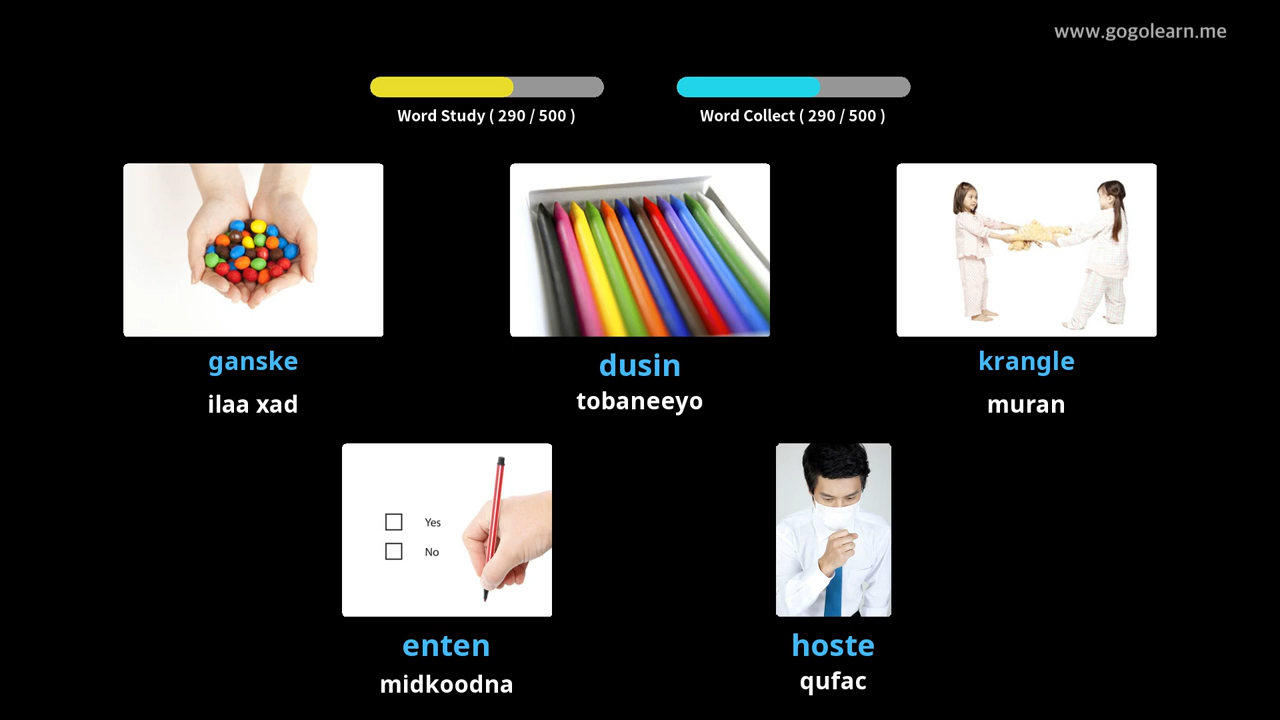 www.gogolearn.me
Word Study ( 290 / 500 )
Word Collect ( 290 / 500 )
ganske
ilaa xad
dusin
tobaneeyo
krangle
muran
Yes
No
enten
midkoodna
hoste
qufac